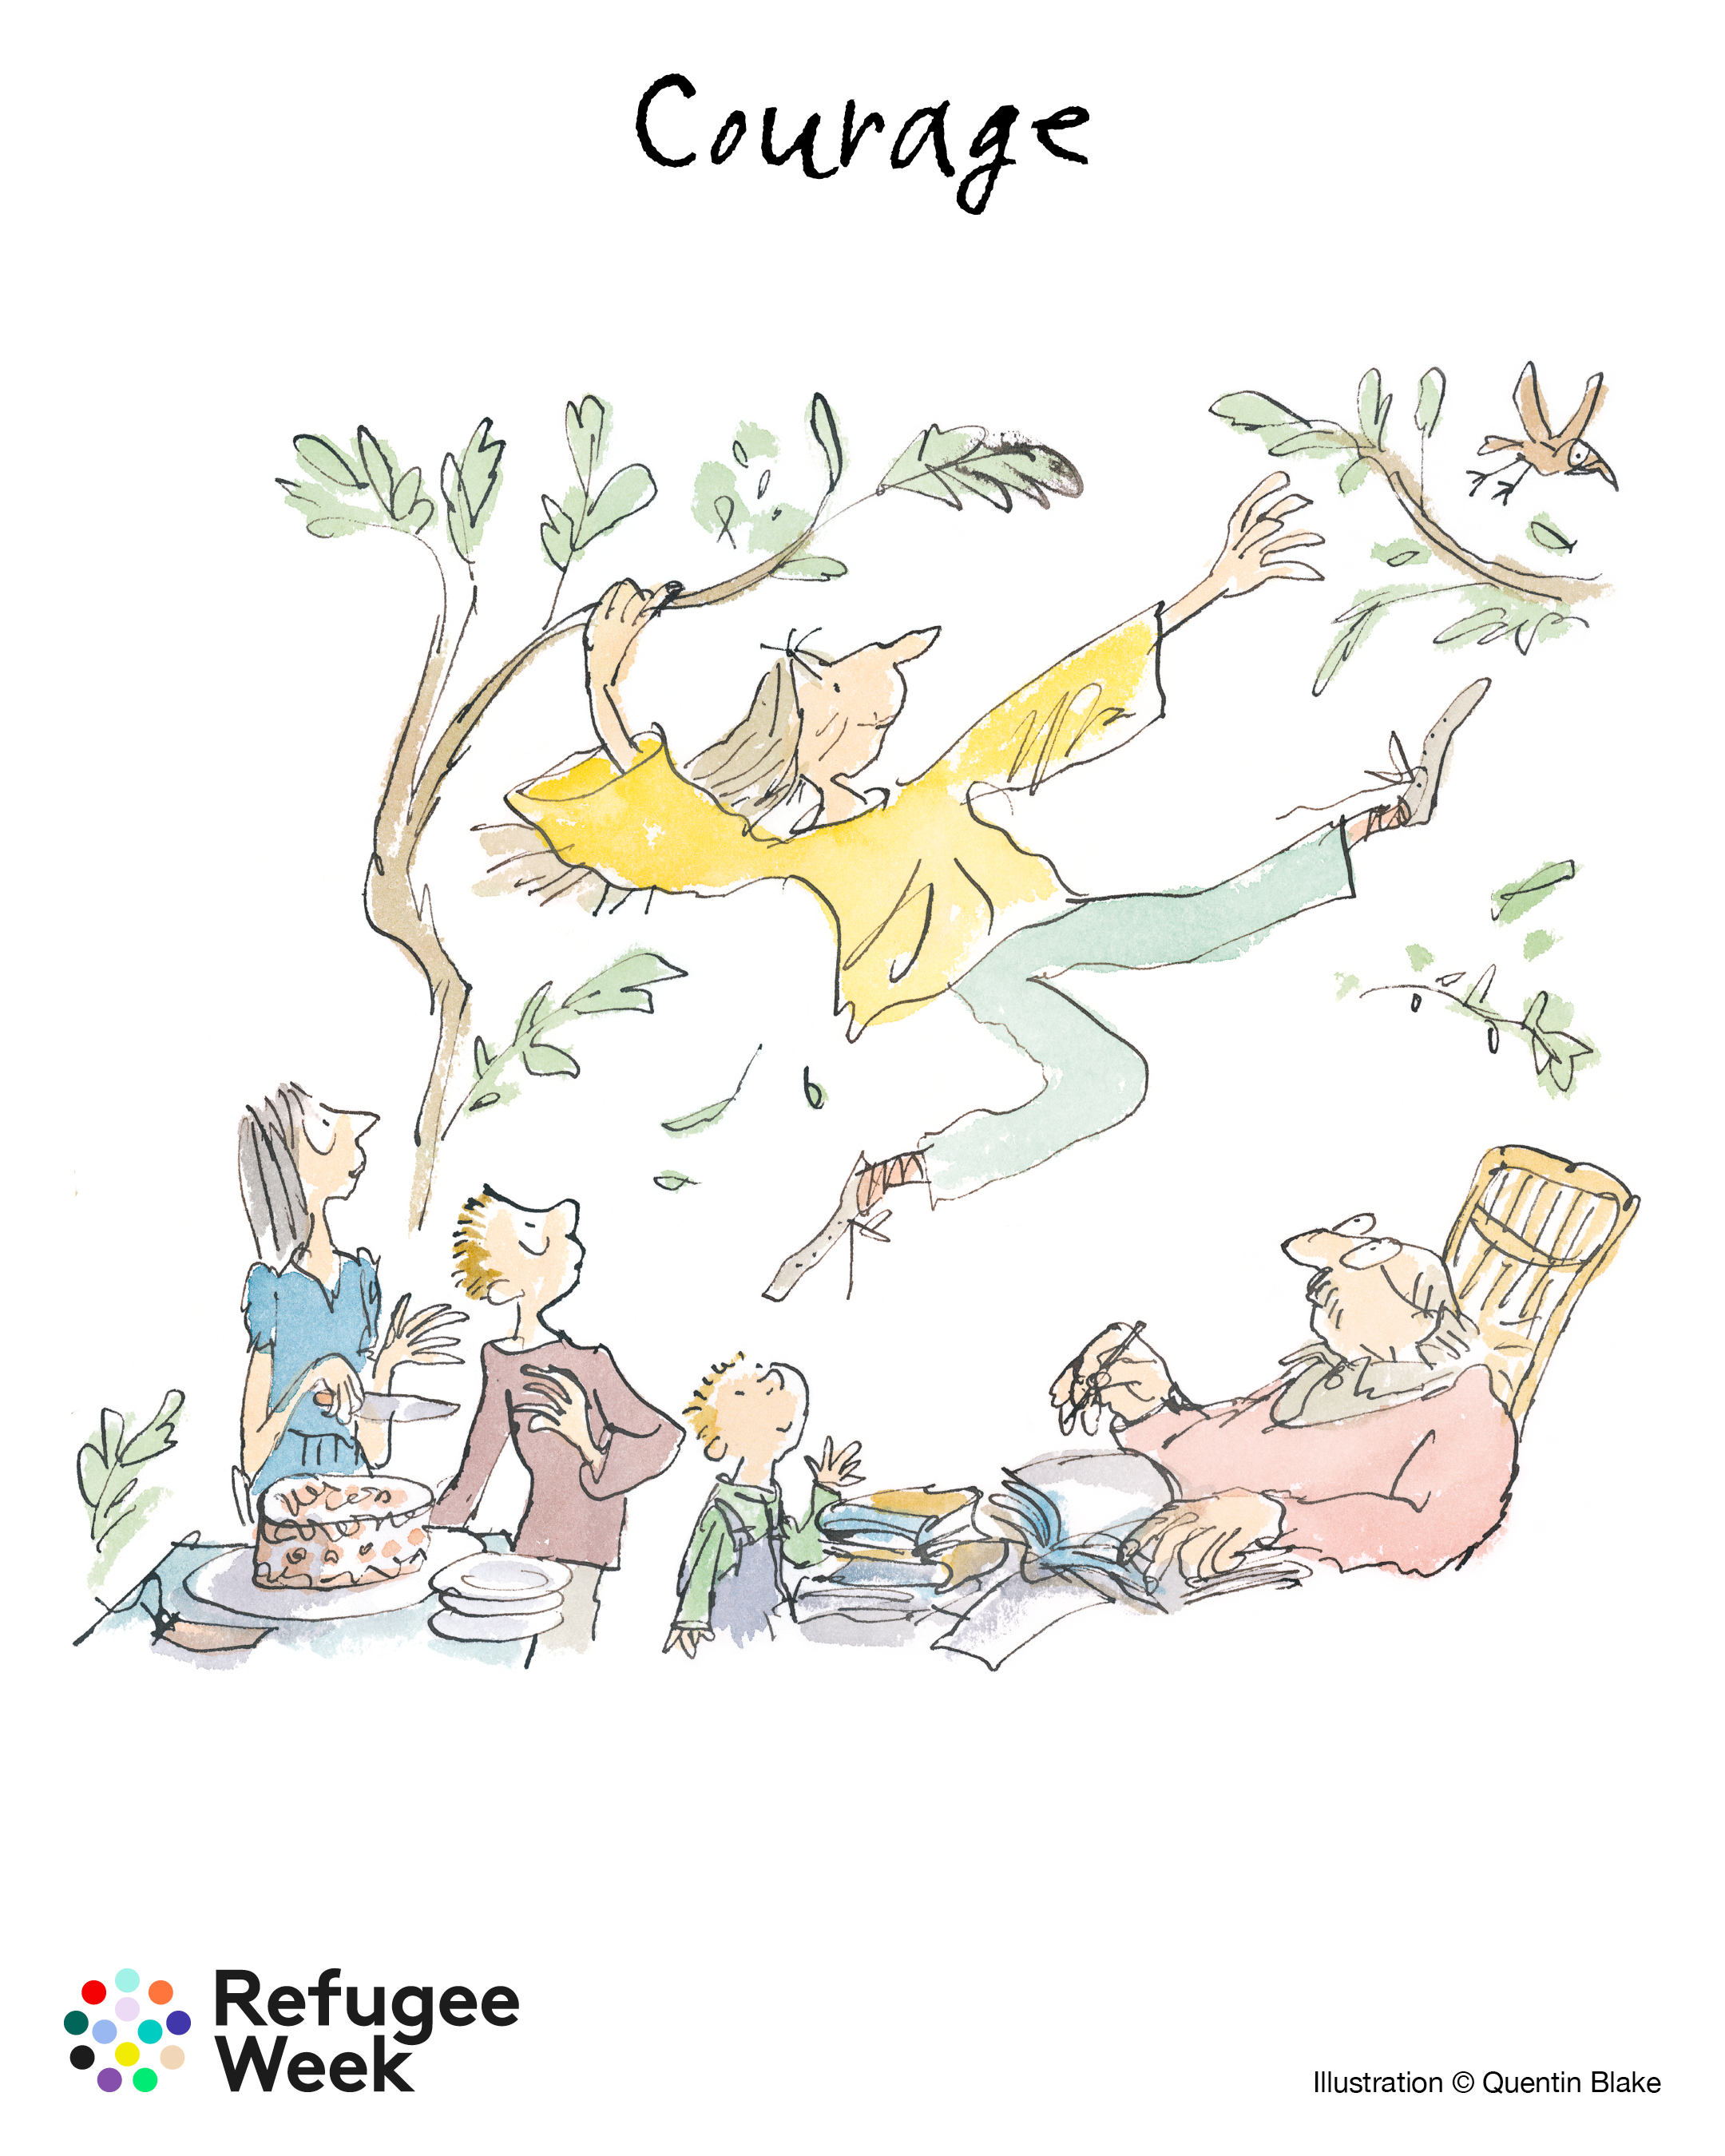 Courage
Refugee
Week
Illustration © Quentin Blake